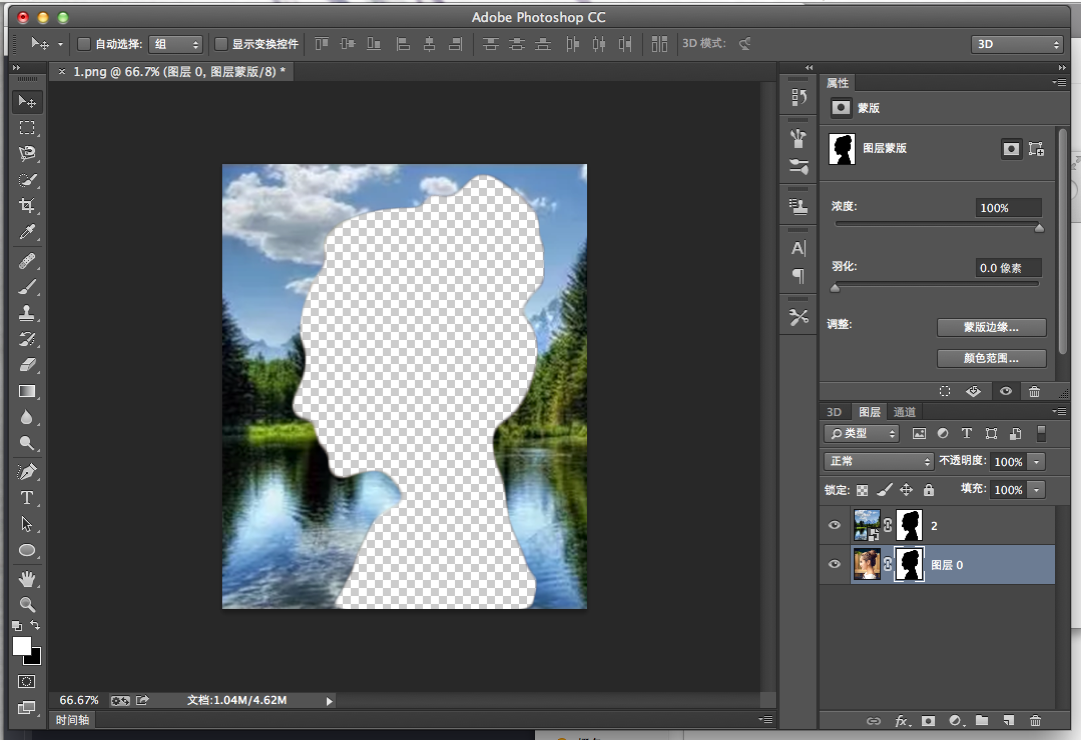 Adobe Photoshop CC
自动选择: 组 显示变换控件 3D 模式: 3D
× 1.png @ 66.7% (图层 0, 图层蒙版/8) *
属性
蒙版
图层蒙版
浓度: 100%
羽化: 0.0 像素
调整: 蒙版边缘...
颜色范围...
3D 图层 通道
类型
正常 不透明度: 100%
锁定: 填充: 100%
2
图层 0
66.67% 文档:1.04M/4.62M
时间轴